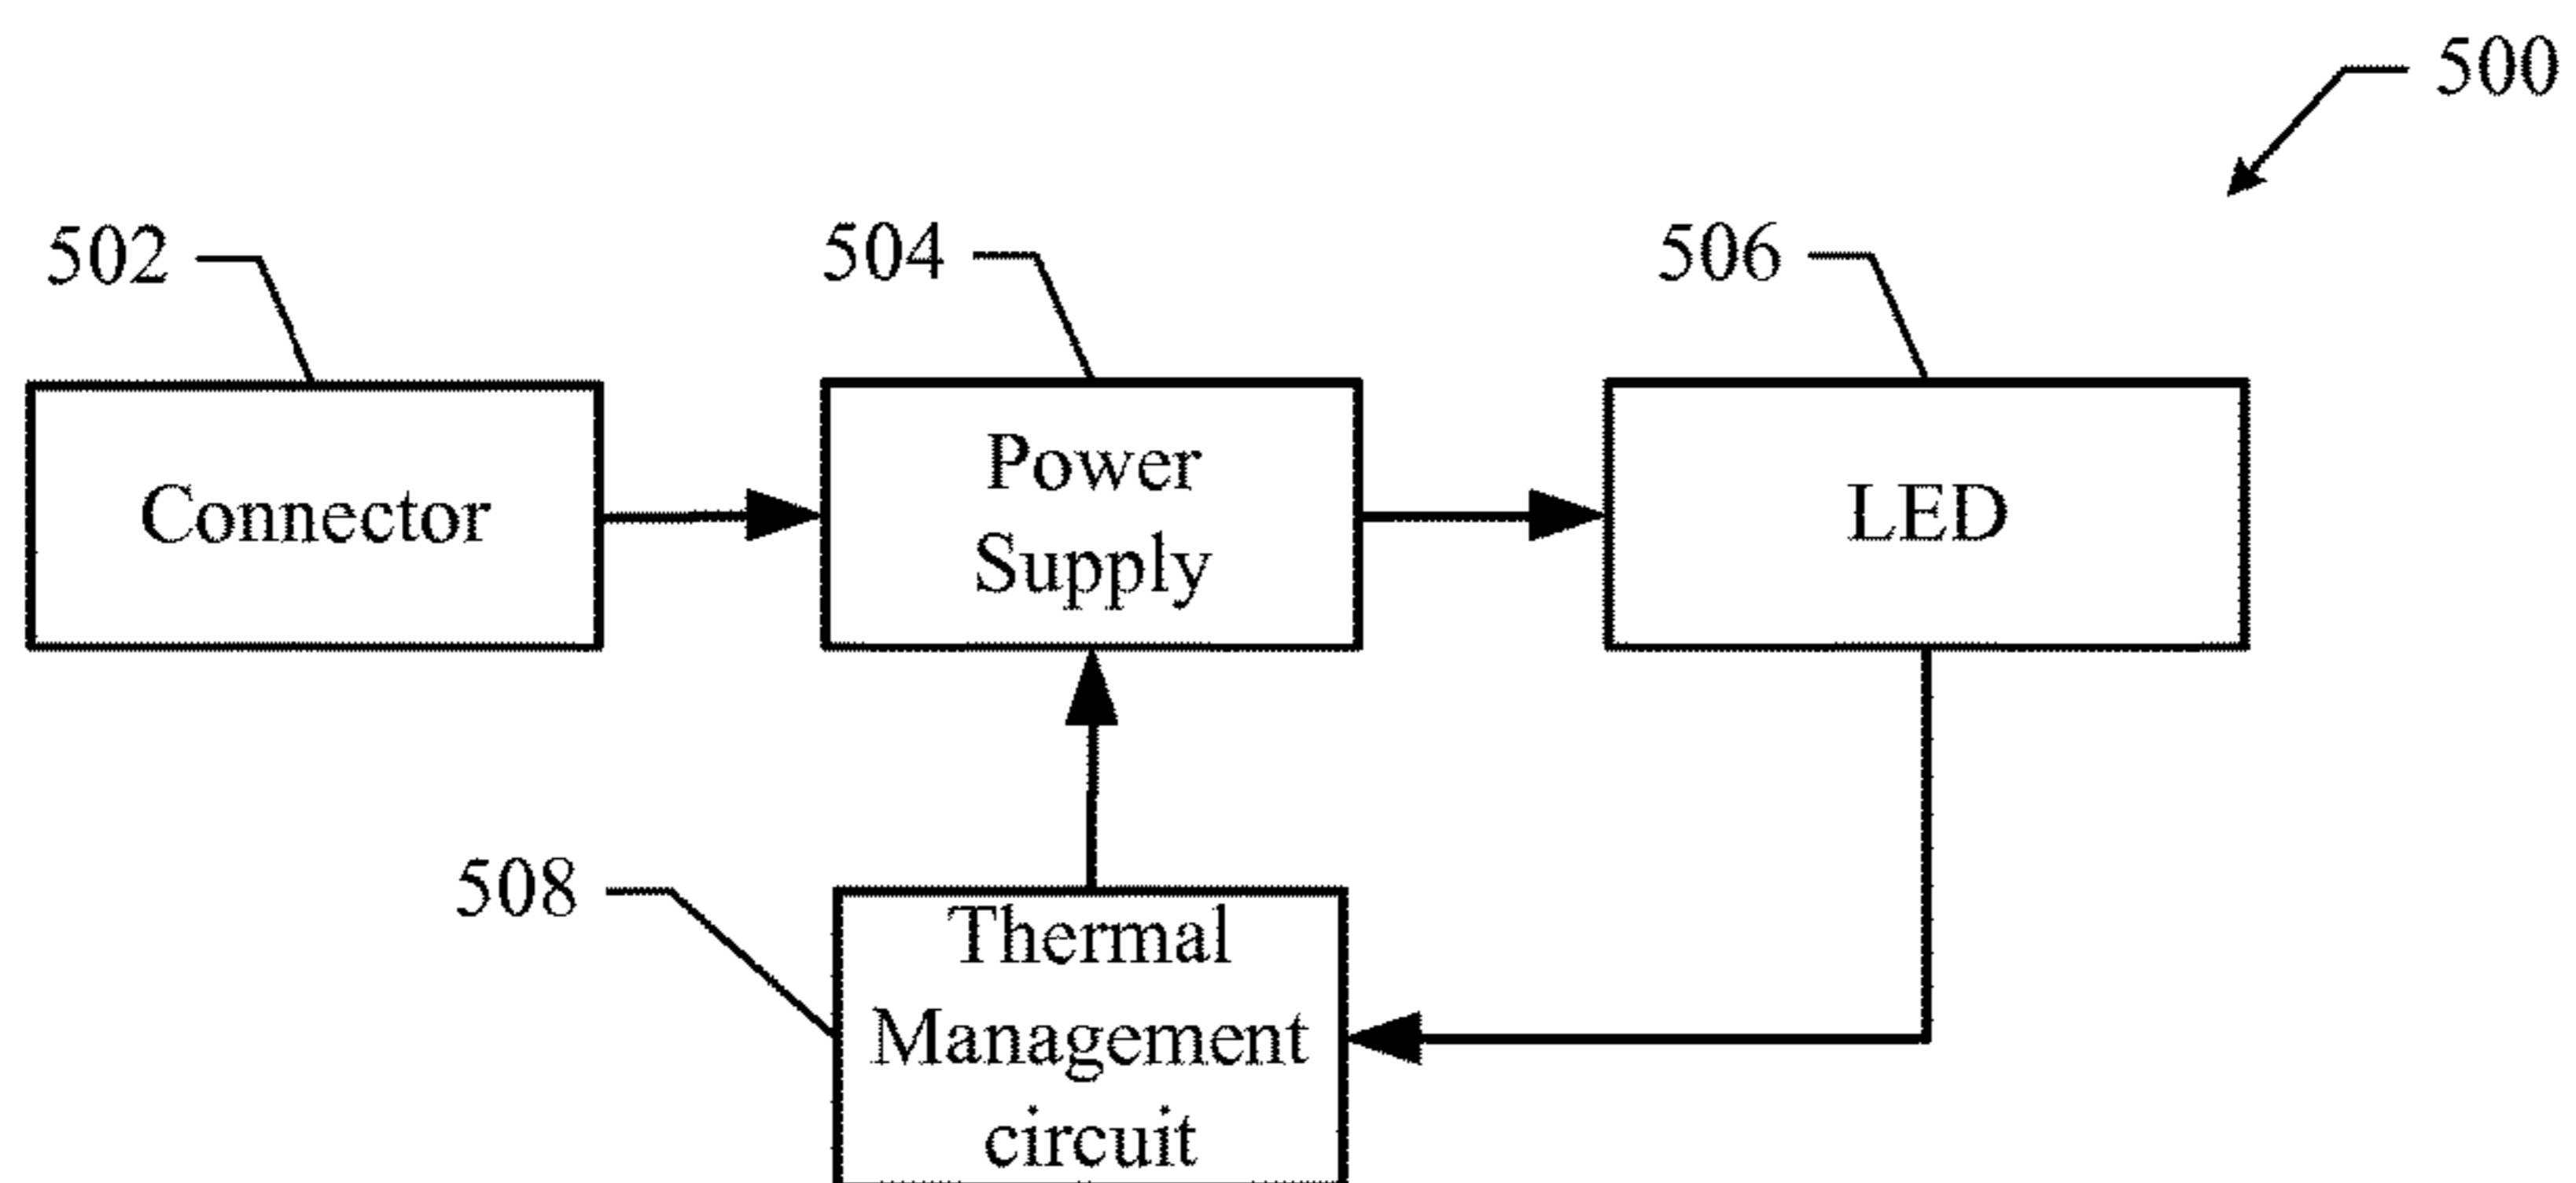 500
502
504
506
Connector
Power
Supply
LED
508
Thermal
Management
circuit